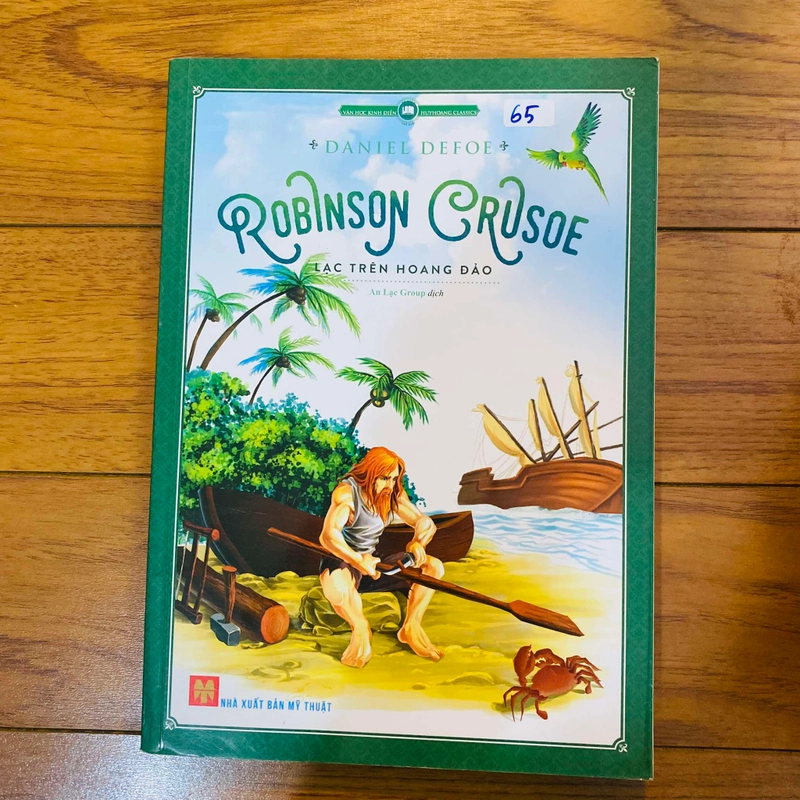 VĂN HỌC KINH ĐIỂN HUYHOANG CLASSICS
65
DANIEL DEFOE
ROBINSON CRUSOE
LẠC TRÊN HOANG ĐẢO
An Lạc Group dịch
NHÀ XUẤT BẢN MỸ THUẬT